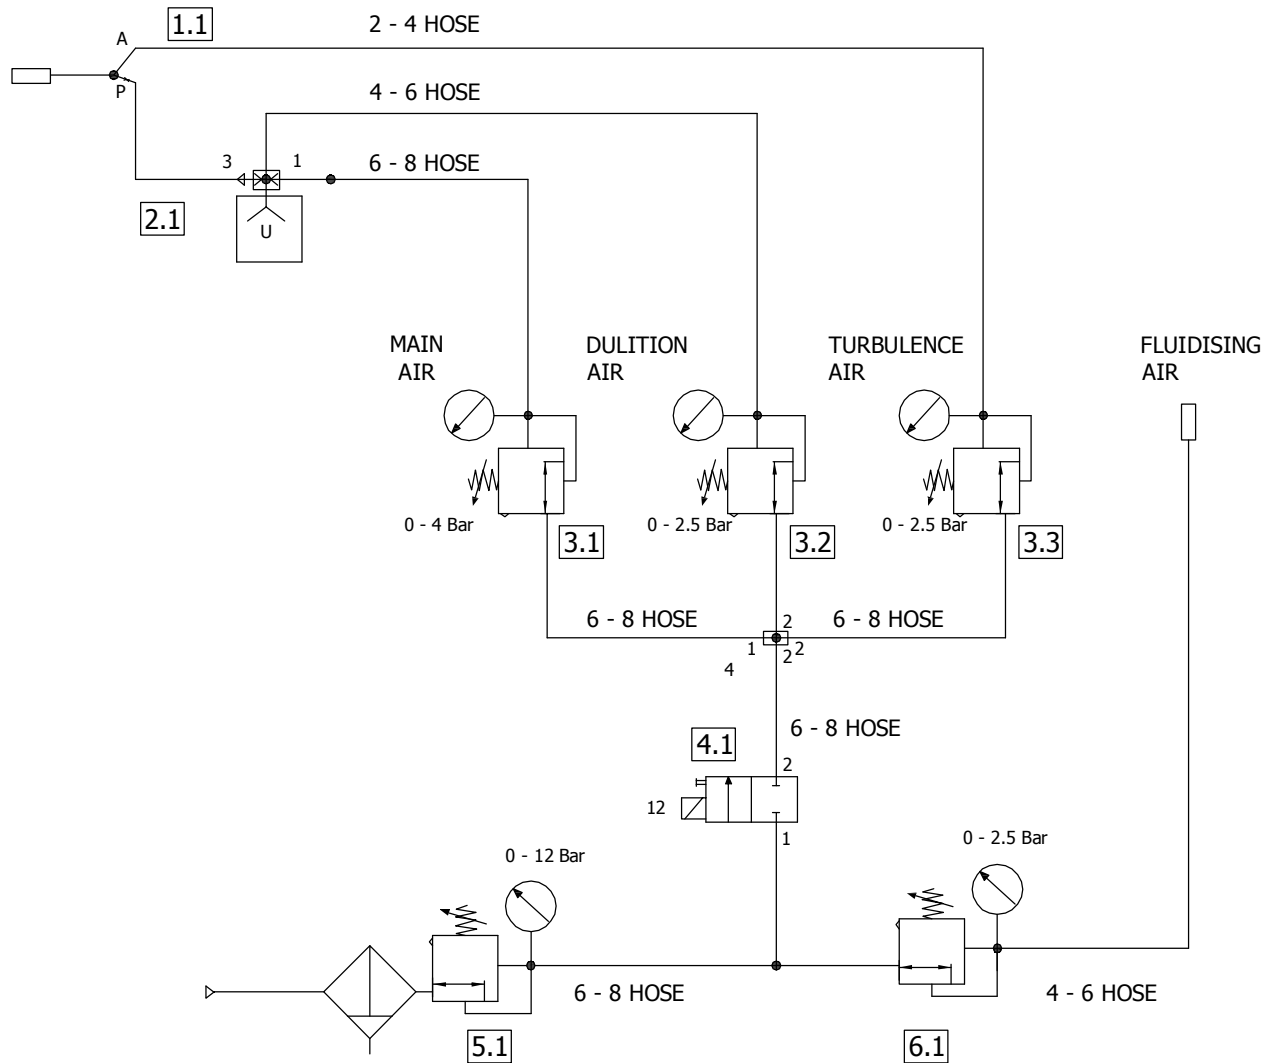 1.1
2 - 4 HOSE
A
P
4 - 6 HOSE
3
1
6 - 8 HOSE
2.1
U
MAIN
AIR
DULITION
AIR
TURBULENCE
AIR
FLUIDISING
AIR
0 - 4 Bar
3.1
0 - 2.5 Bar
3.2
0 - 2.5 Bar
3.3
6 - 8 HOSE
2
6 - 8 HOSE
1
2
2
4
6 - 8 HOSE
4.1
2
12
1
0 - 12 Bar
0 - 2.5 Bar
6 - 8 HOSE
4 - 6 HOSE
5.1
6.1